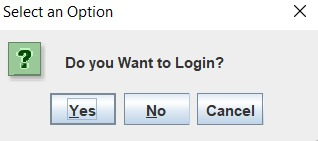 Select an Option
?
Do you Want to Login?
Yes No Cancel